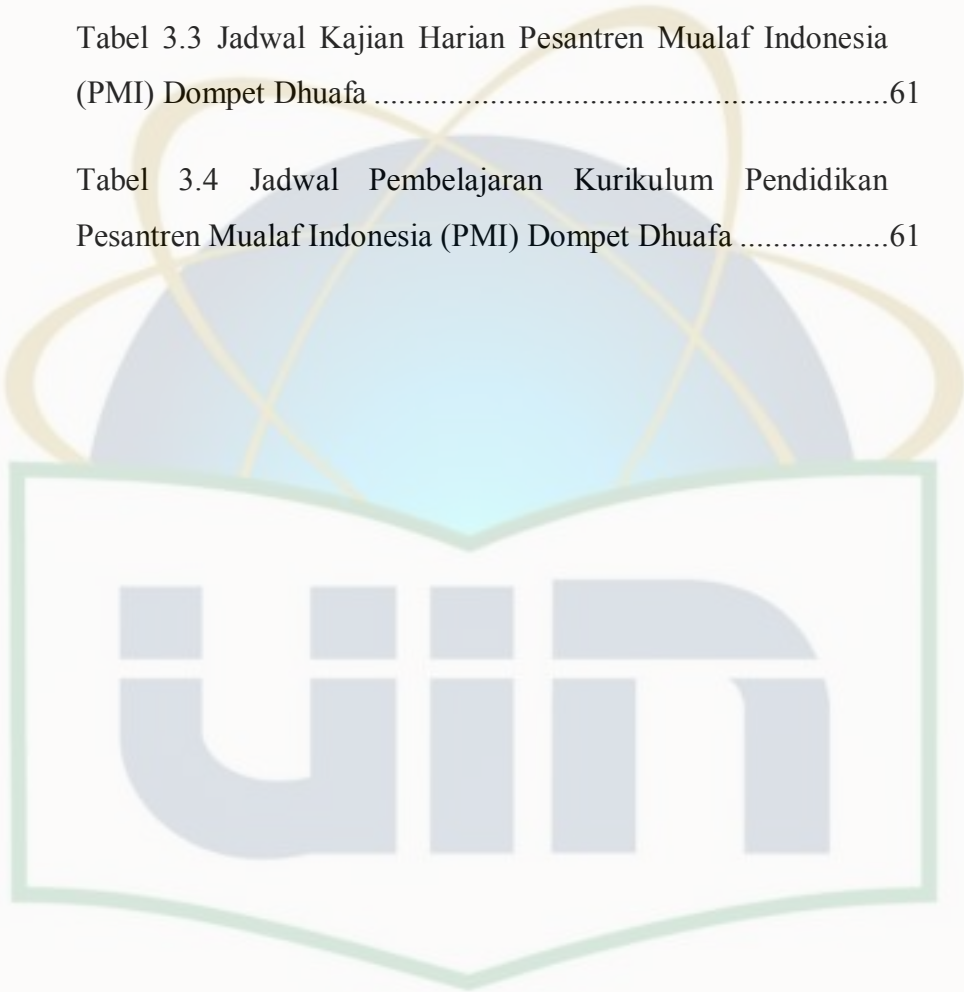 Tabel 3.3 Jadwal Kajian Harian Pesantren Mualaf Indonesia
(PMI) Dompet Dhuafa .....................................................61
Tabel 3.4 Jadwal Pembelajaran Kurikulum Pendidikan
Pesantren Mualaf Indonesia (PMI) Dompet Dhuafa .................61
uin